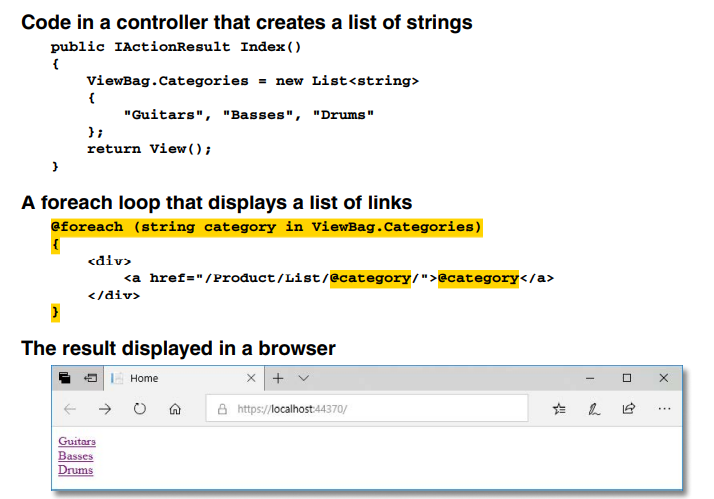 Code in a controller that creates a list of strings
public IActionResult Index()
{
ViewBag.Categories = new List<string>
{
"Guitars", "Basses", "Drums"
};
return View();
}
A foreach loop that displays a list of links
@foreach (string category in ViewBag.Categories)
{
<div>
<a href="/Product/List/@category/">@category</a>
</div>
}
The result displayed in a browser
Home
https://localhost:44370/
Guitars
Basses
Drums